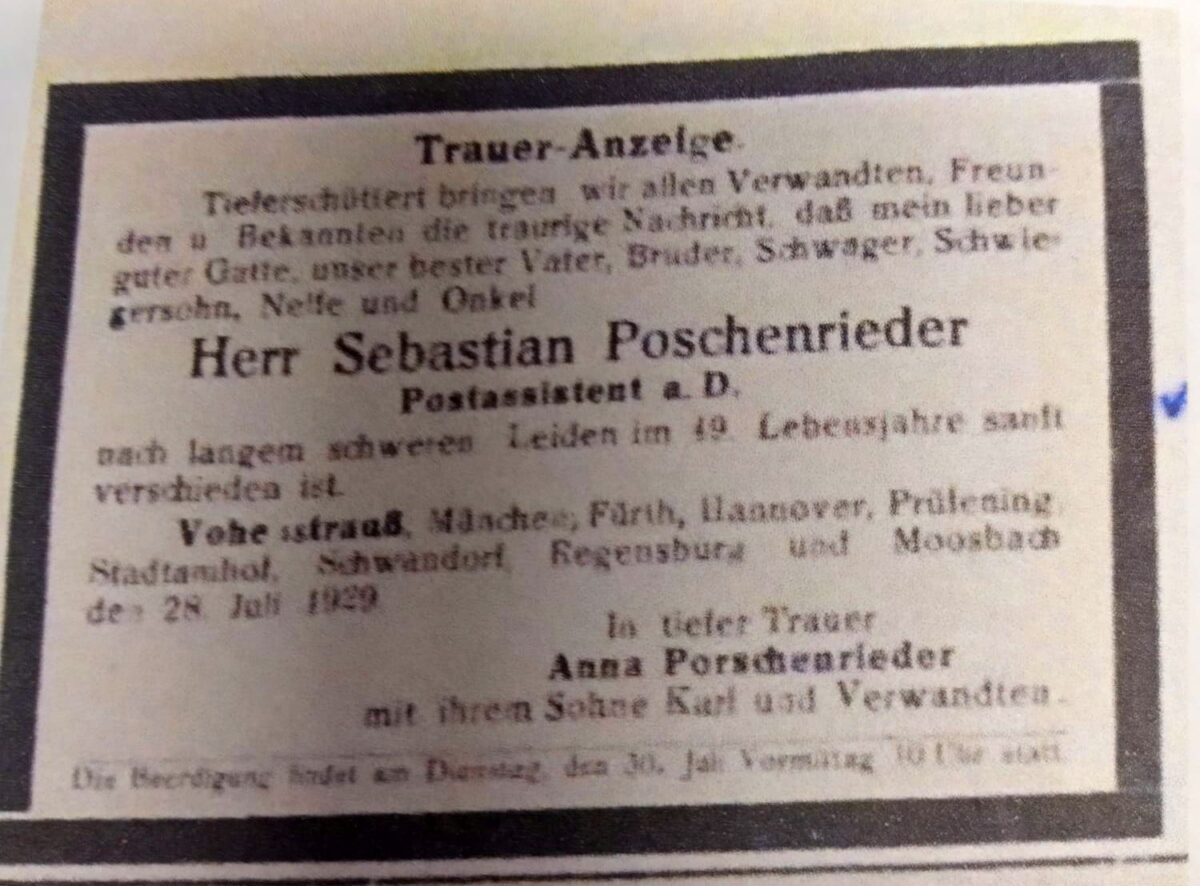 Trauer-Anzeige.
Tieferschüttert bringen wir allen Verwandten, Freun-
den u. Bekannten die traurige Nachricht, daß mein lieber
guter Gatte, unser bester Vater, Bruder, Schwager, Schwie-
gersohn, Neffe und Onkel
Herr Sebastian Poschenrieder
Postassistent a. D.
nach langem schweren Leiden im 49. Lebensjahre sanft
verschieden ist.
Vohe sstrauß, München, Fürth, Hannover, Prüfening,
Stadtamhof, Schwandorf, Regensburg und Moosbach
den 28. Juli 1929.
In tiefer Trauer
Anna Porschenrieder
mit ihrem Sohne Karl und Verwandten.
Die Beerdigung findet am Dienstag, den 30. Juli Vormittag 10 Uhr statt.